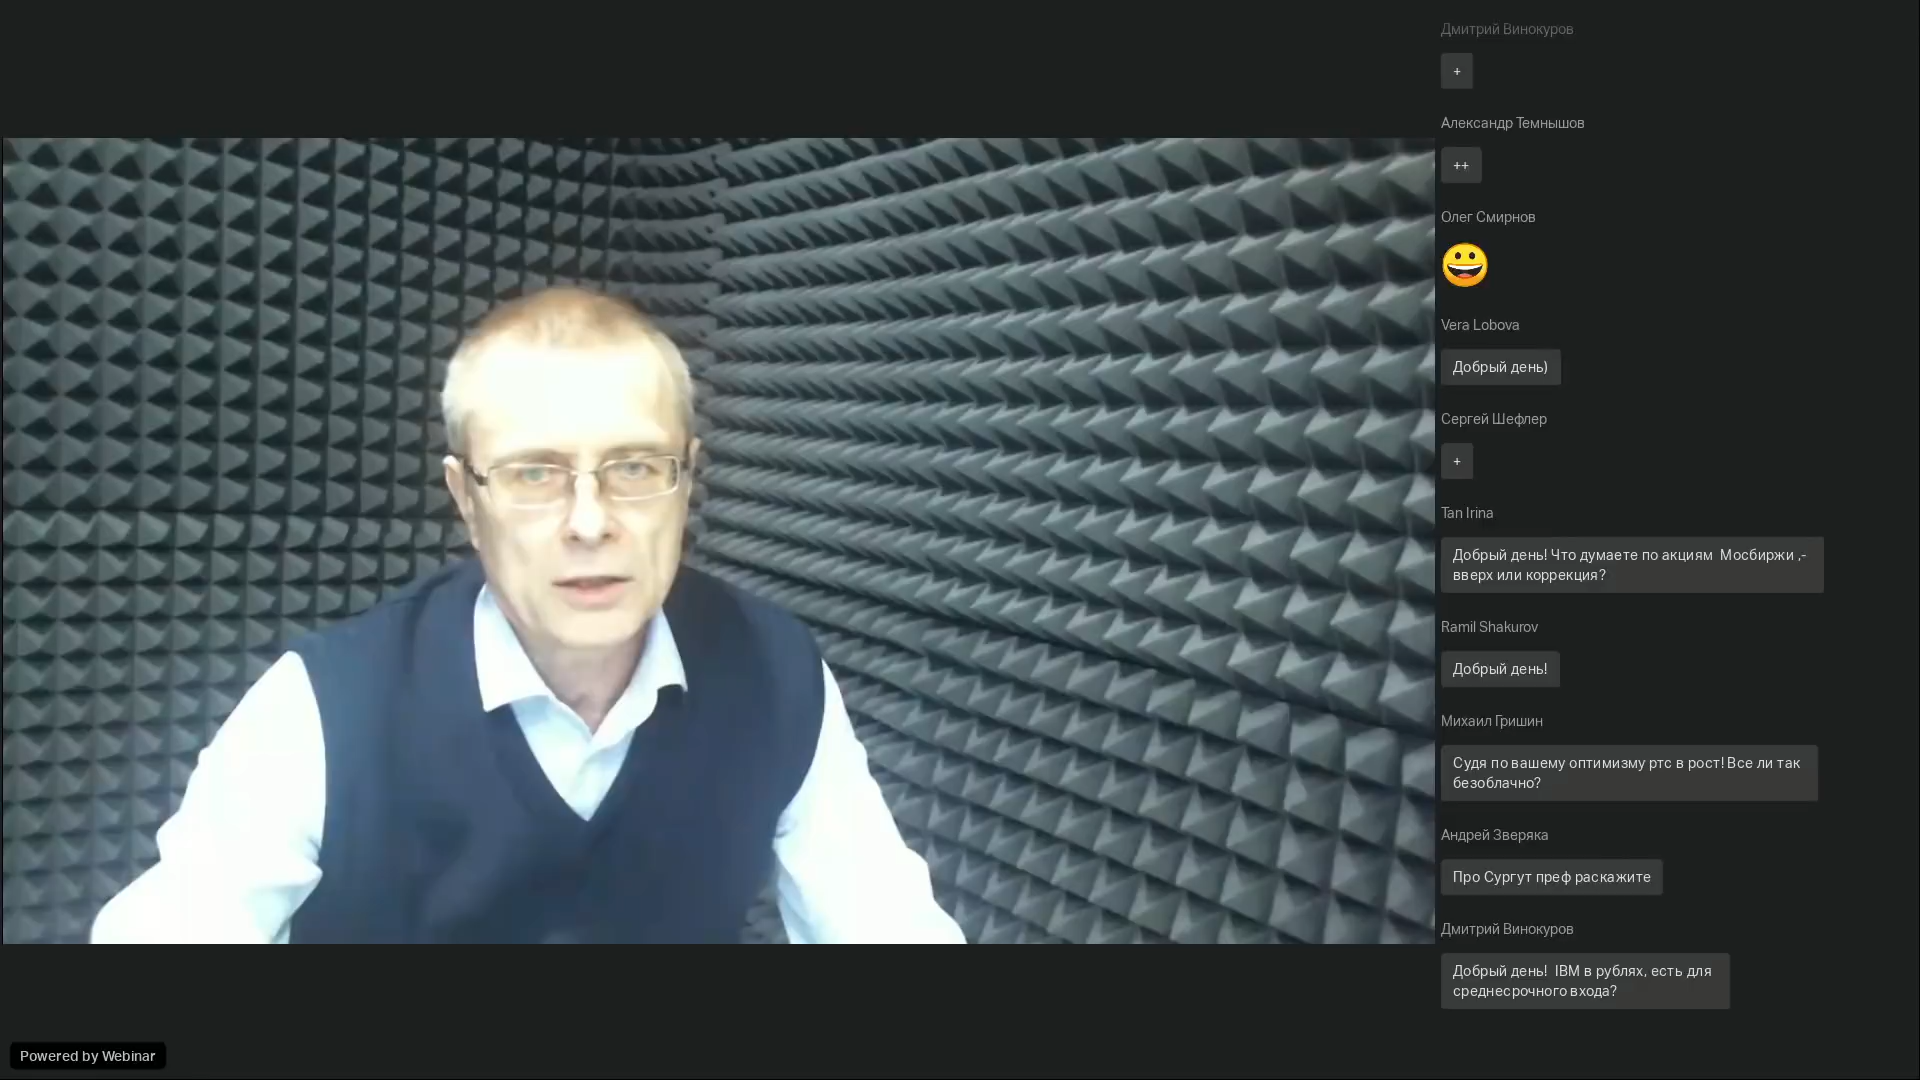 Дмитрий Винокуров
+
Александр Темнышов
++
Олег Смирнов
Vera Lobova
Добрый день)
Сергей Шефлер
+
Tan Irina
Добрый день! Что думаете по акциям  Мосбиржи ,-
вверх или коррекция?
Ramil Shakurov
Добрый день!
Михаил Гришин
Судя по вашему оптимизму ртс в рост! Все ли так
безоблачно?
Андрей Зверяка
Про Сургут преф раскажите
Дмитрий Винокуров
Добрый день!  IBM в рублях, есть для
среднесрочного входа?
Powered by Webinar